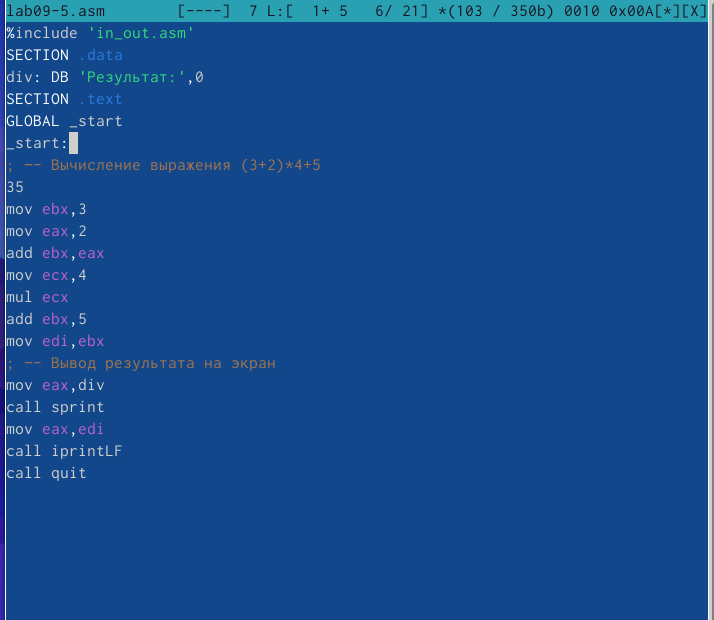 lab09-5.asm [----] 7 L:[ 1+ 5 6/ 21] *(103 / 350b) 0010 0x00A[*][X]
%include 'in_out.asm'
SECTION .data
div: DB 'Результат:',0
SECTION .text
GLOBAL _start
_start:
; -- Вычисление выражения (3+2)*4+5
35
mov ebx,3
mov eax,2
add ebx,eax
mov ecx,4
mul ecx
add ebx,5
mov edi,ebx
; -- Вывод результата на экран
mov eax,div
call sprint
mov eax,edi
call iprintLF
call quit